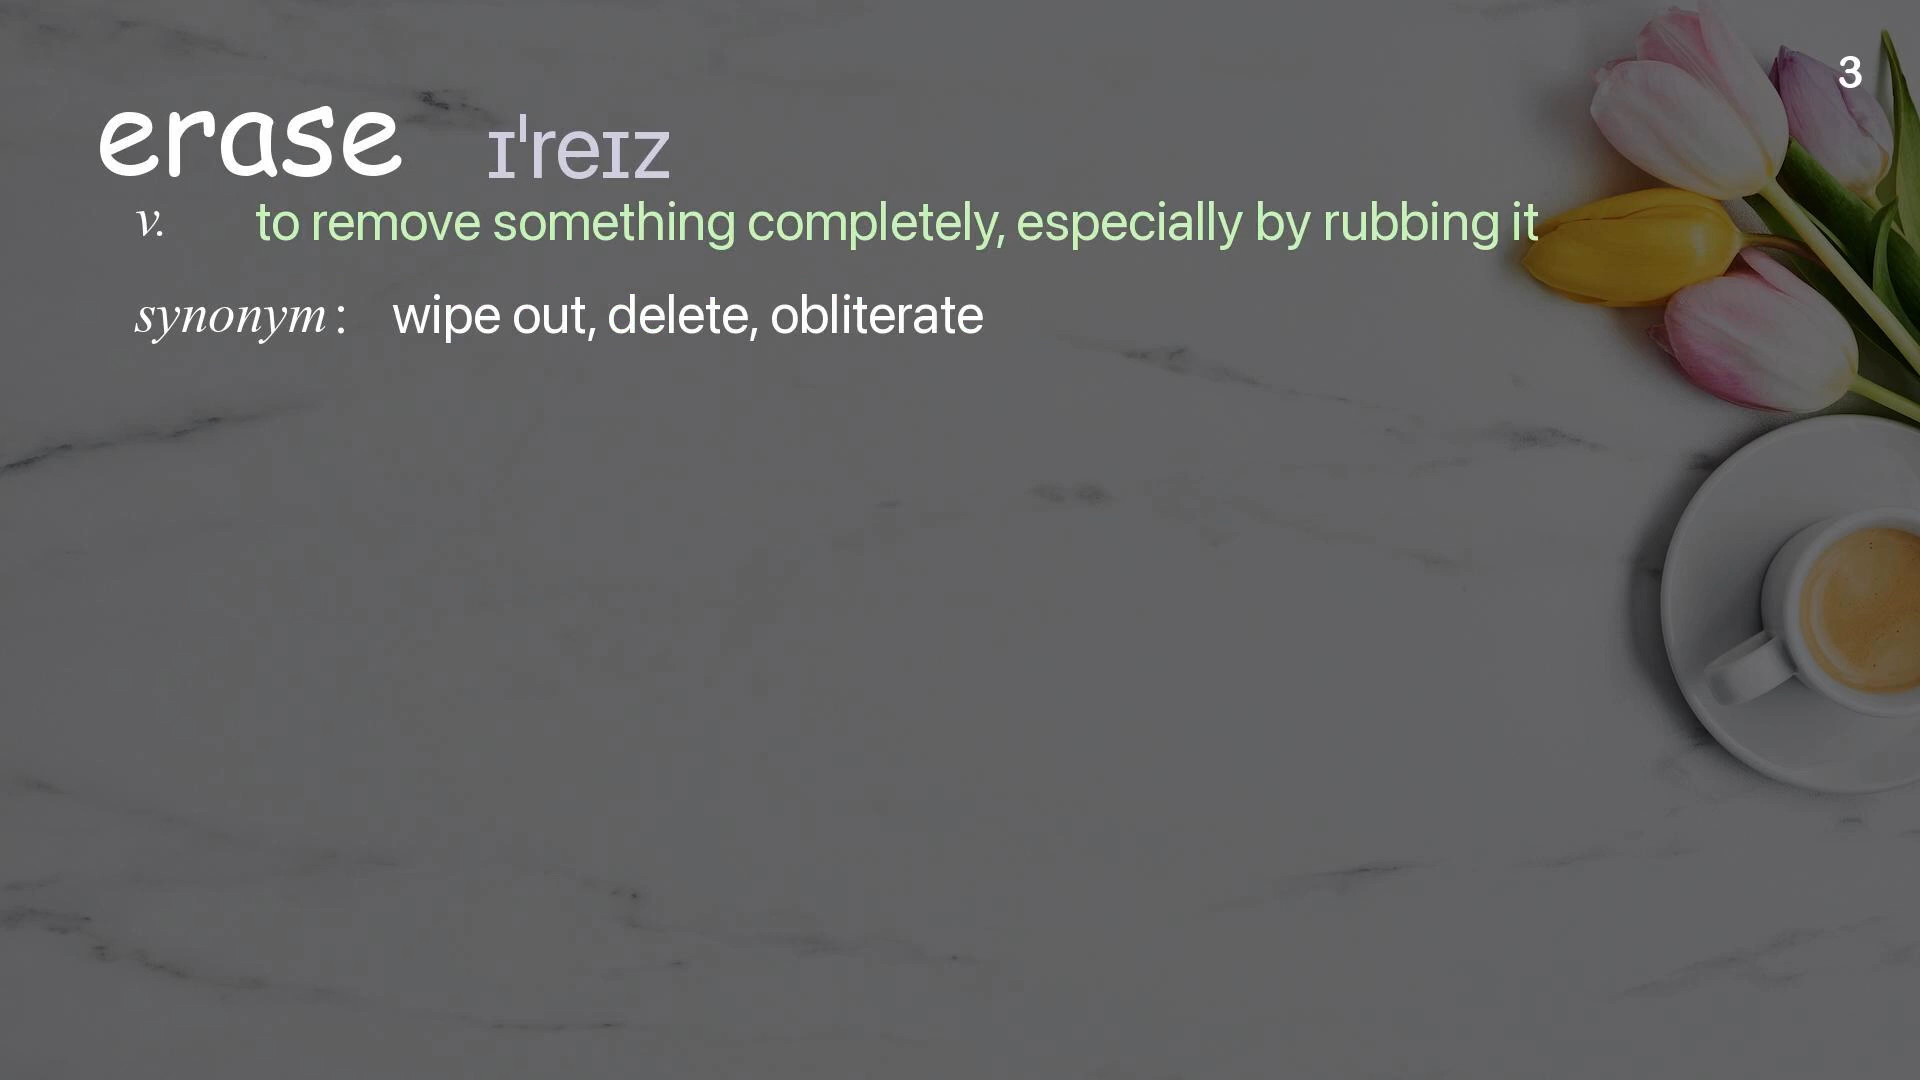 3
erase ɪˈreɪz
v. to remove something completely, especially by rubbing it
synonym: wipe out, delete, obliterate